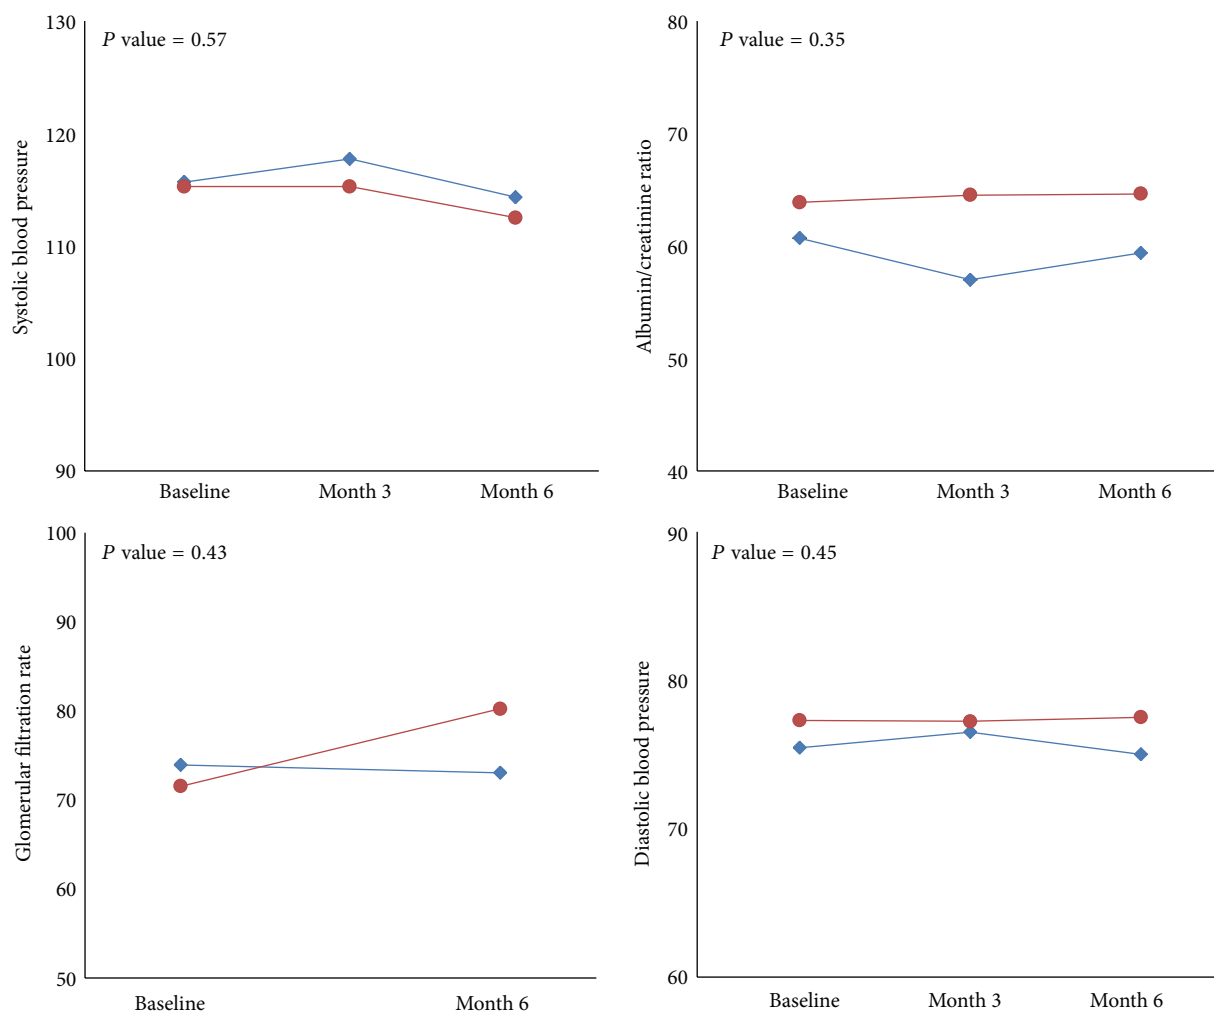 P value = 0.57
Systolic blood pressure
130
120
110
100
90
Baseline Month 3 Month 6
P value = 0.35
Albumin/creatinine ratio
80
70
60
50
40
Baseline Month 3 Month 6
P value = 0.43
Glomerular filtration rate
100
90
80
70
60
50
Baseline Month 6
P value = 0.45
Diastolic blood pressure
90
80
70
60
Baseline Month 3 Month 6